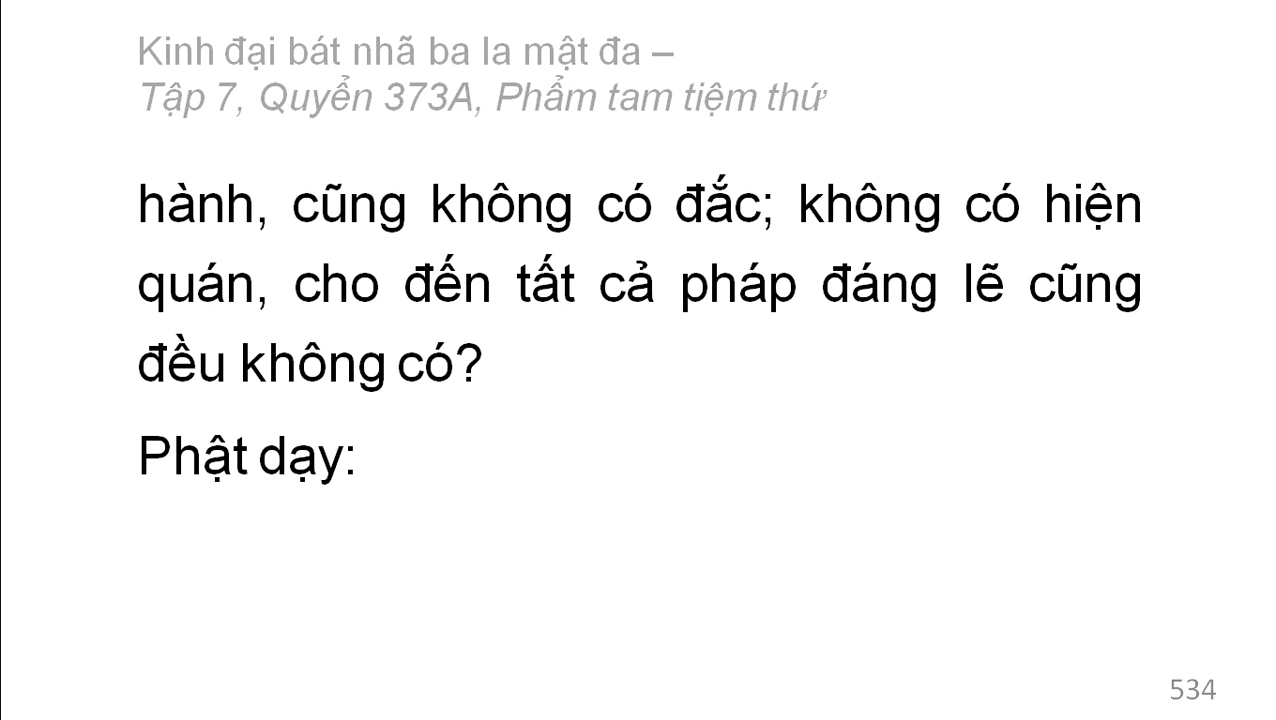 Kinh đại bát nhã ba la mật đa –
Tập 7, Quyển 373A, Phẩm tam tiệm thứ
hành, cũng không có đắc; không có hiện
quán, cho đến tất cả pháp đáng lẽ cũng
đều không có?
Phật dạy:
534